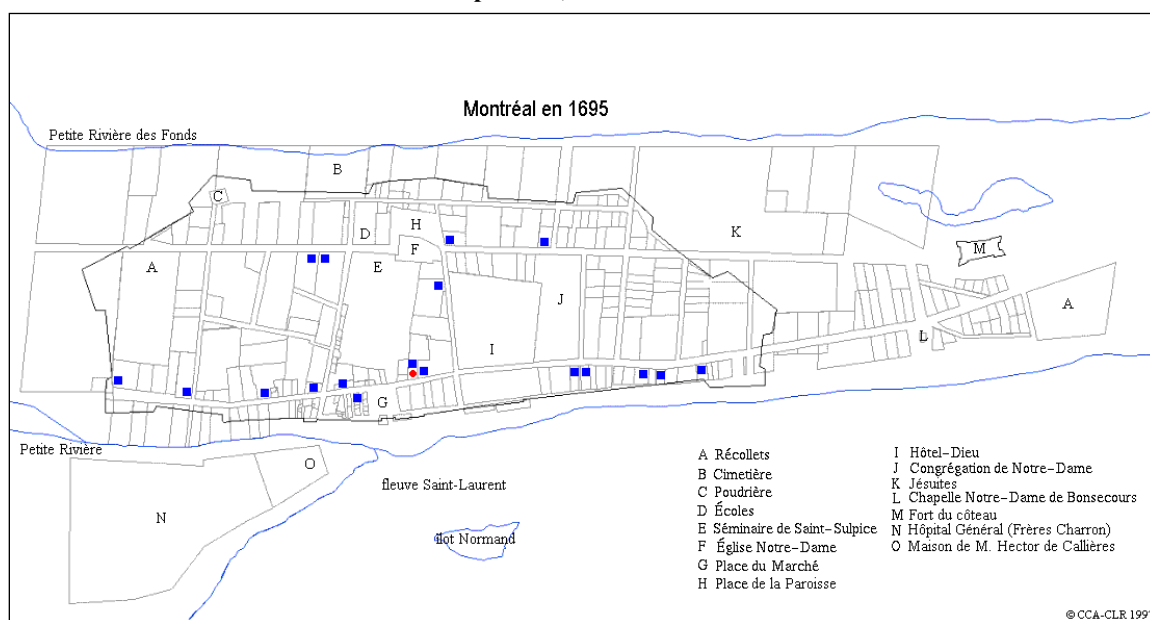 Montréal en 1695
Petite Rivière des Fonds
B
C
H
D
F
K
A
E
M
J
A
I
L
G
Petite Rivière
O
fleuve Saint-Laurent
N
îlot Normand
A Récollets
B Cimetière
C Poudrière
D Écoles
E Séminaire de Saint-Sulpice
F Église Notre-Dame
G Place du Marché
H Place de la Paroisse
I Hôtel-Dieu
J Congrégation de Notre-Dame
K Jésuites
L Chapelle Notre-Dame de Bonsecours
M Fort du côteau
N Hôpital Général (Frères Charron)
O Maison de M. Hector de Callières
© CCA-CLR